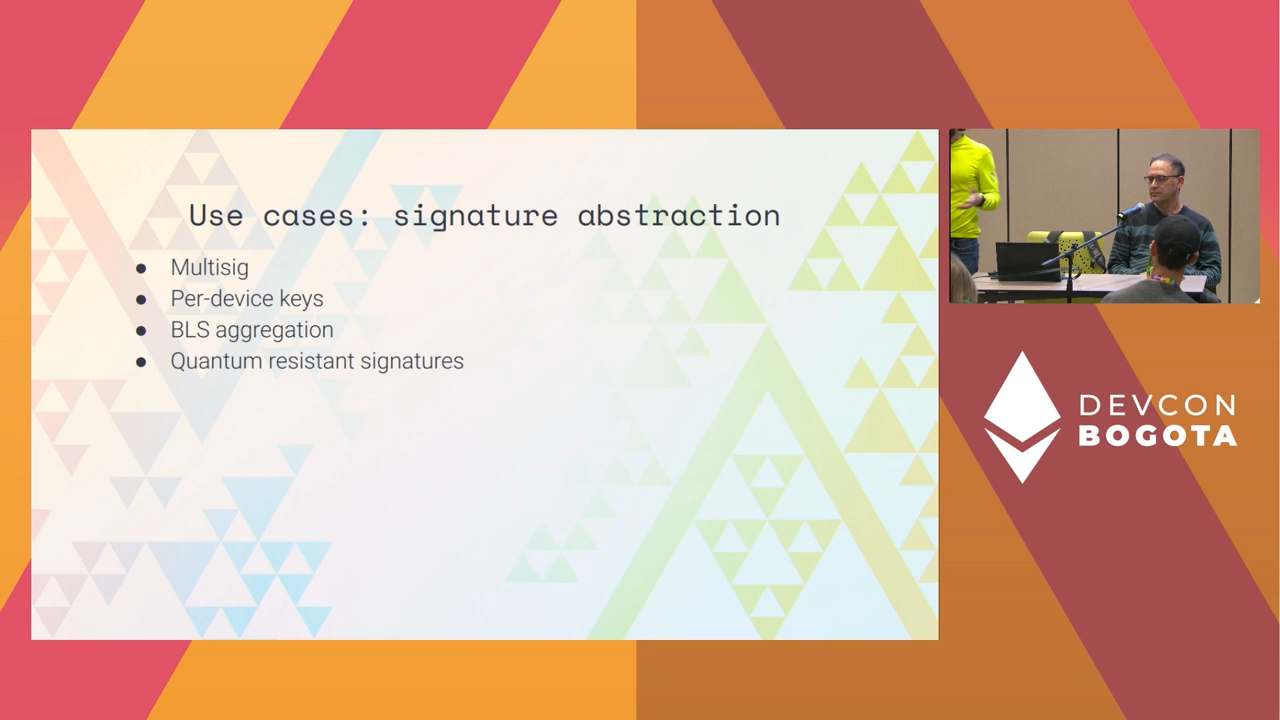 Use cases: signature abstraction
● Multisig
● Per-device keys
● BLS aggregation
● Quantum resistant signatures
DEVCON
BOGOTA